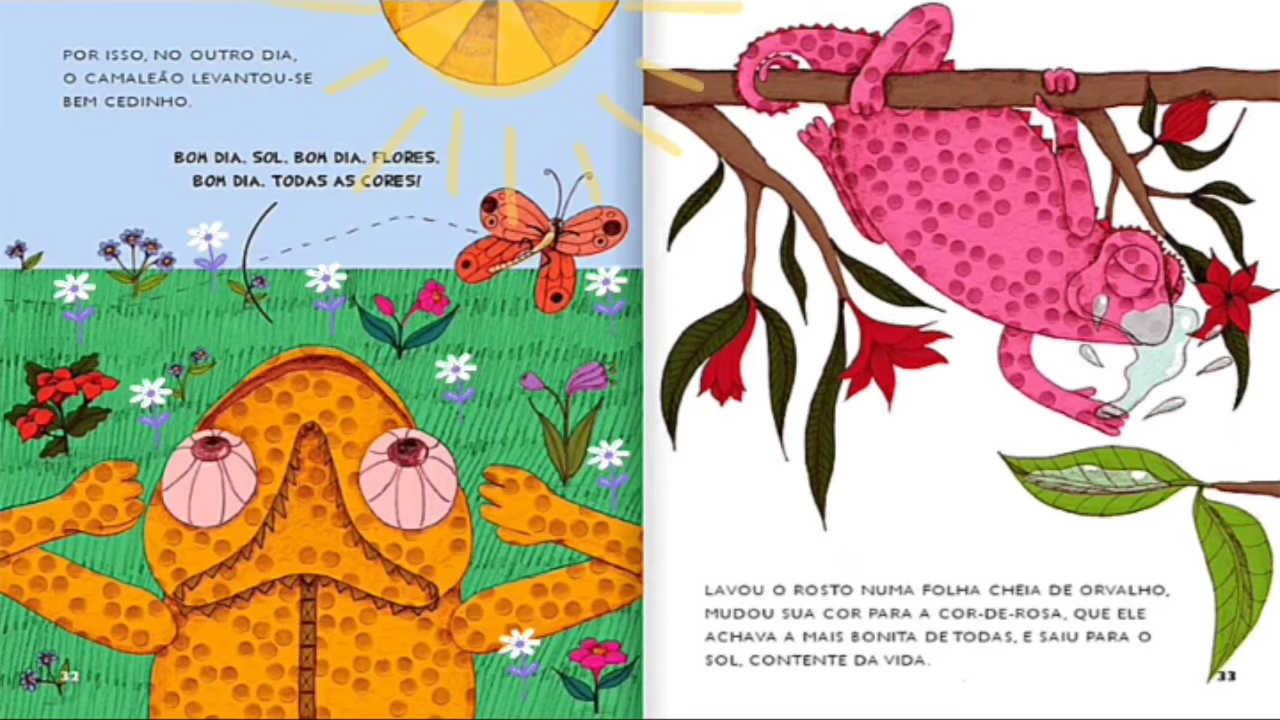 POR ISSO, NO OUTRO DIA,
O CAMALEÃO LEVANTOU-SE
BEM CEDINHO.
BOM DIA, SOL, BOM DIA, FLORES,
BOM DIA, TODAS AS CORES!
32
LAVOU O ROSTO NUMA FOLHA CHEIA DE ORVALHO,
MUDOU SUA COR PARA A COR-DE-ROSA, QUE ELE
ACHAVA A MAIS BONITA DE TODAS, E SAIU PARA O
SOL, CONTENTE DA VIDA.
33